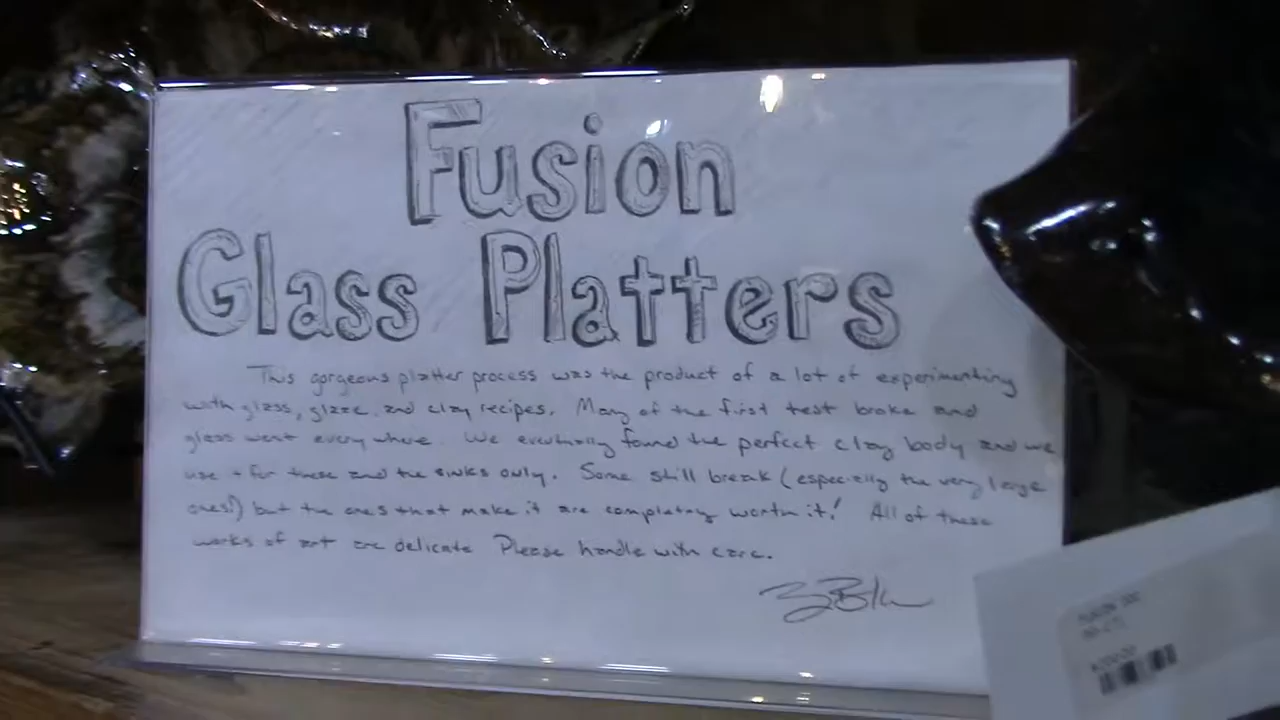 Fusion
Glass Platters
This gorgeous platter process was the product of a lot of experimenting
with glass, glaze, and clay recipes. Many of the first test broke and
glass went everywhere. We eventually found the perfect clay body and we
use it for these and the sinks only. Some still break (especially the very large
ones!) but the ones that make it are completely worth it! All of these
works of art are delicate Please handle with care.